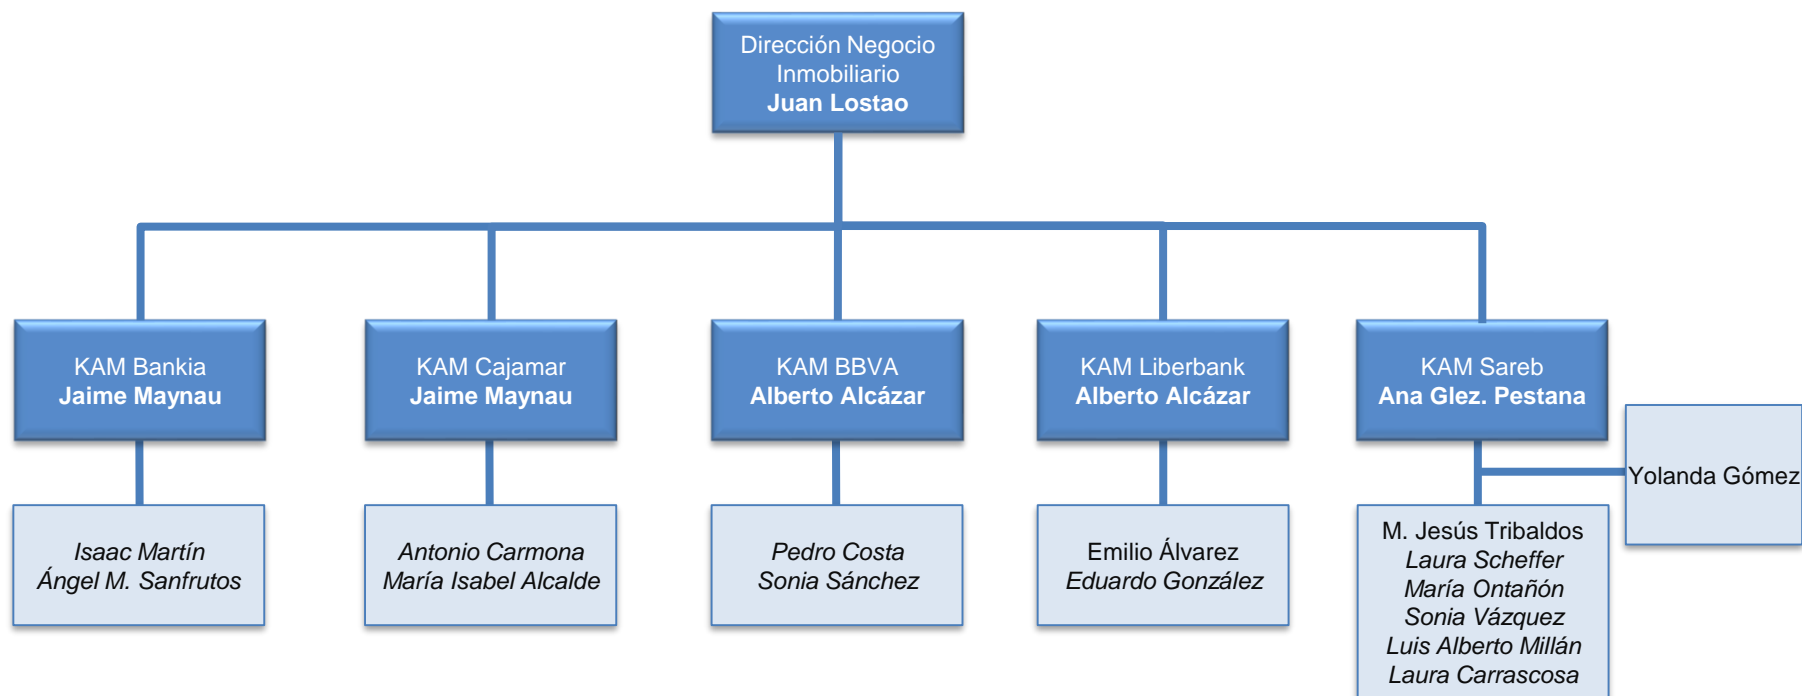 Dirección Negocio
Inmobiliario
Juan Lostao
KAM Bankia
Jaime Maynau
KAM Cajamar
Jaime Maynau
KAM BBVA
Alberto Alcázar
KAM Liberbank
Alberto Alcázar
KAM Sareb
Ana Glez. Pestana
Yolanda Gómez
Isaac Martín
Ángel M. Sanfrutos
Antonio Carmona
María Isabel Alcalde
Pedro Costa
Sonia Sánchez
Emilio Álvarez
Eduardo González
M. Jesús Tribaldos
Laura Scheffer
María Ontañón
Sonia Vázquez
Luis Alberto Millán
Laura Carrascosa